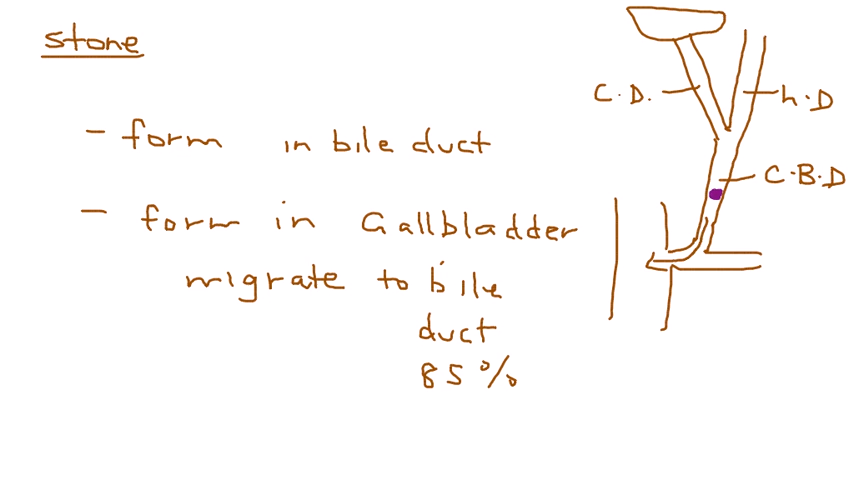 stone
- form in bile duct
- form in Gallbladder
migrate to bile
duct
85%
C.D.
h.D
C.B.D